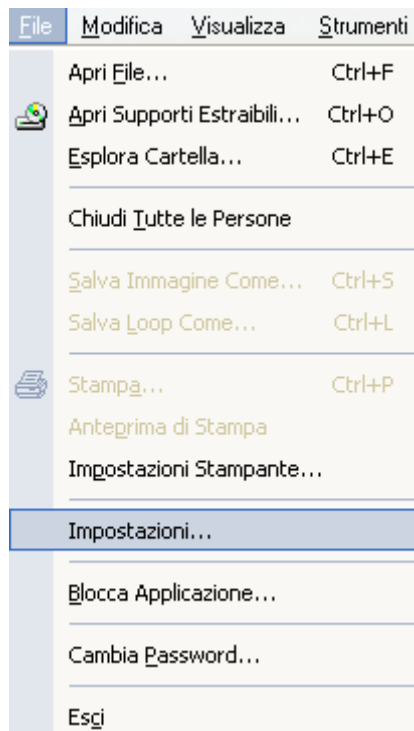 File Modifica Visualizza Strumenti
Apri File... Ctrl+F
Apri Supporti Estraibili... Ctrl+O
Esplora Cartella... Ctrl+E
Chiudi Tutte le Persone
Salva Immagine Come... Ctrl+S
Salva Loop Come... Ctrl+L
Stampa... Ctrl+P
Anteprima di Stampa
Impostazioni Stampante...
Impostazioni...
Blocca Applicazione...
Cambia Password...
Esci